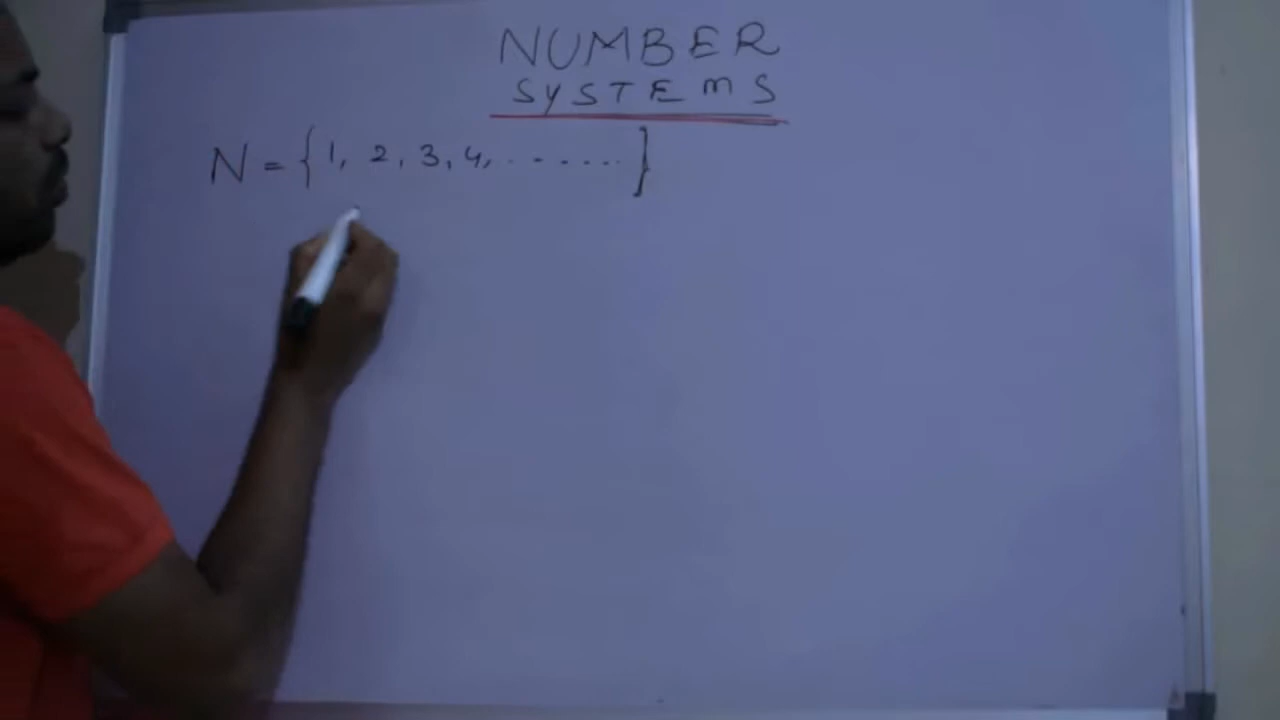 NUMBER
SYSTEMS
N = {1, 2, 3, 4, ....... }